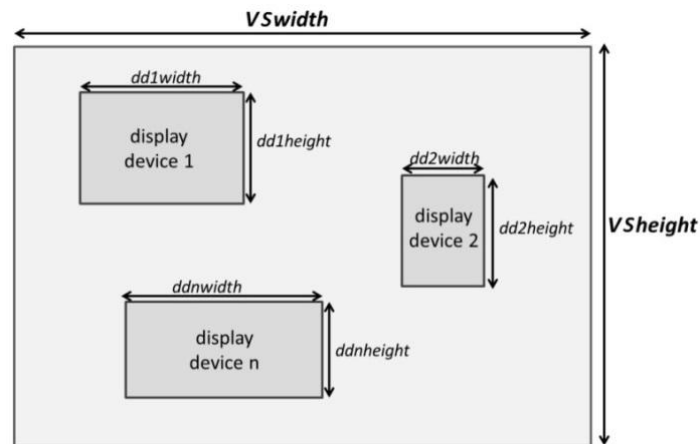 VSwidth
dd1width
display
device 1
dd1height
dd2width
display
device 2
dd2height
VSheight
ddnwidth
display
device n
ddnheight